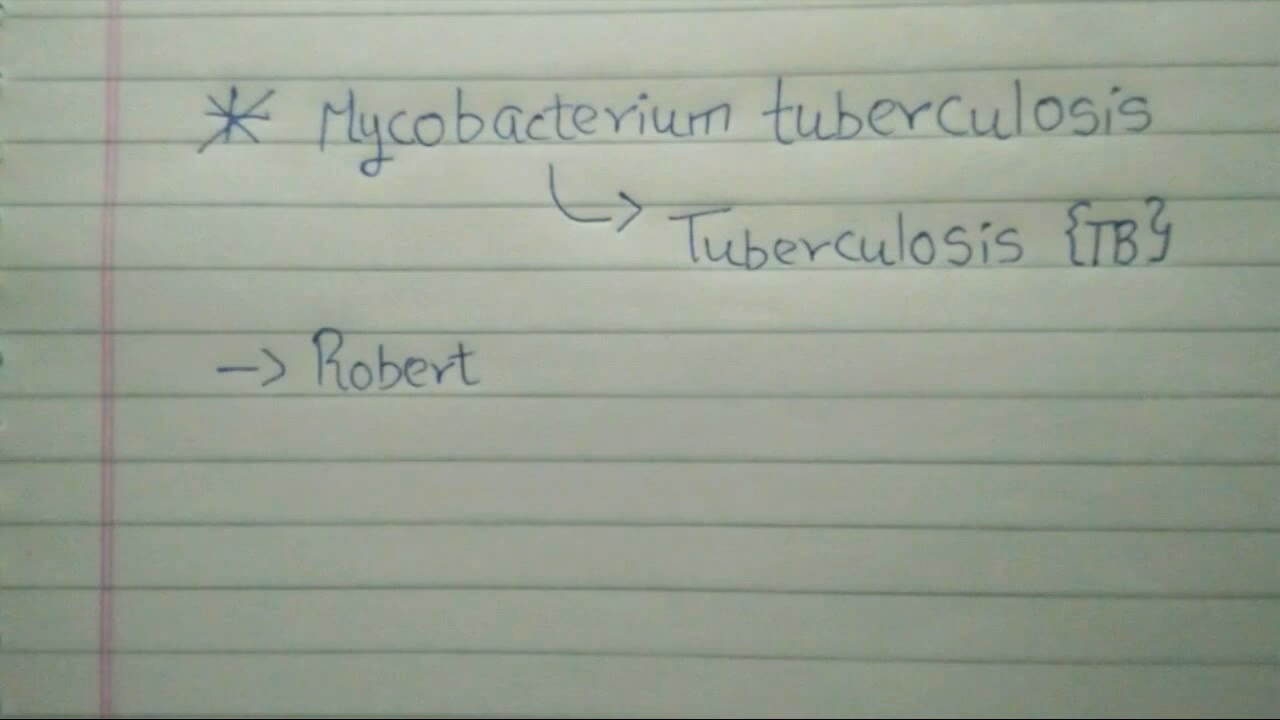 * Mycobacterium tuberculosis
↳ Tuberculosis {TB}
→ Robert